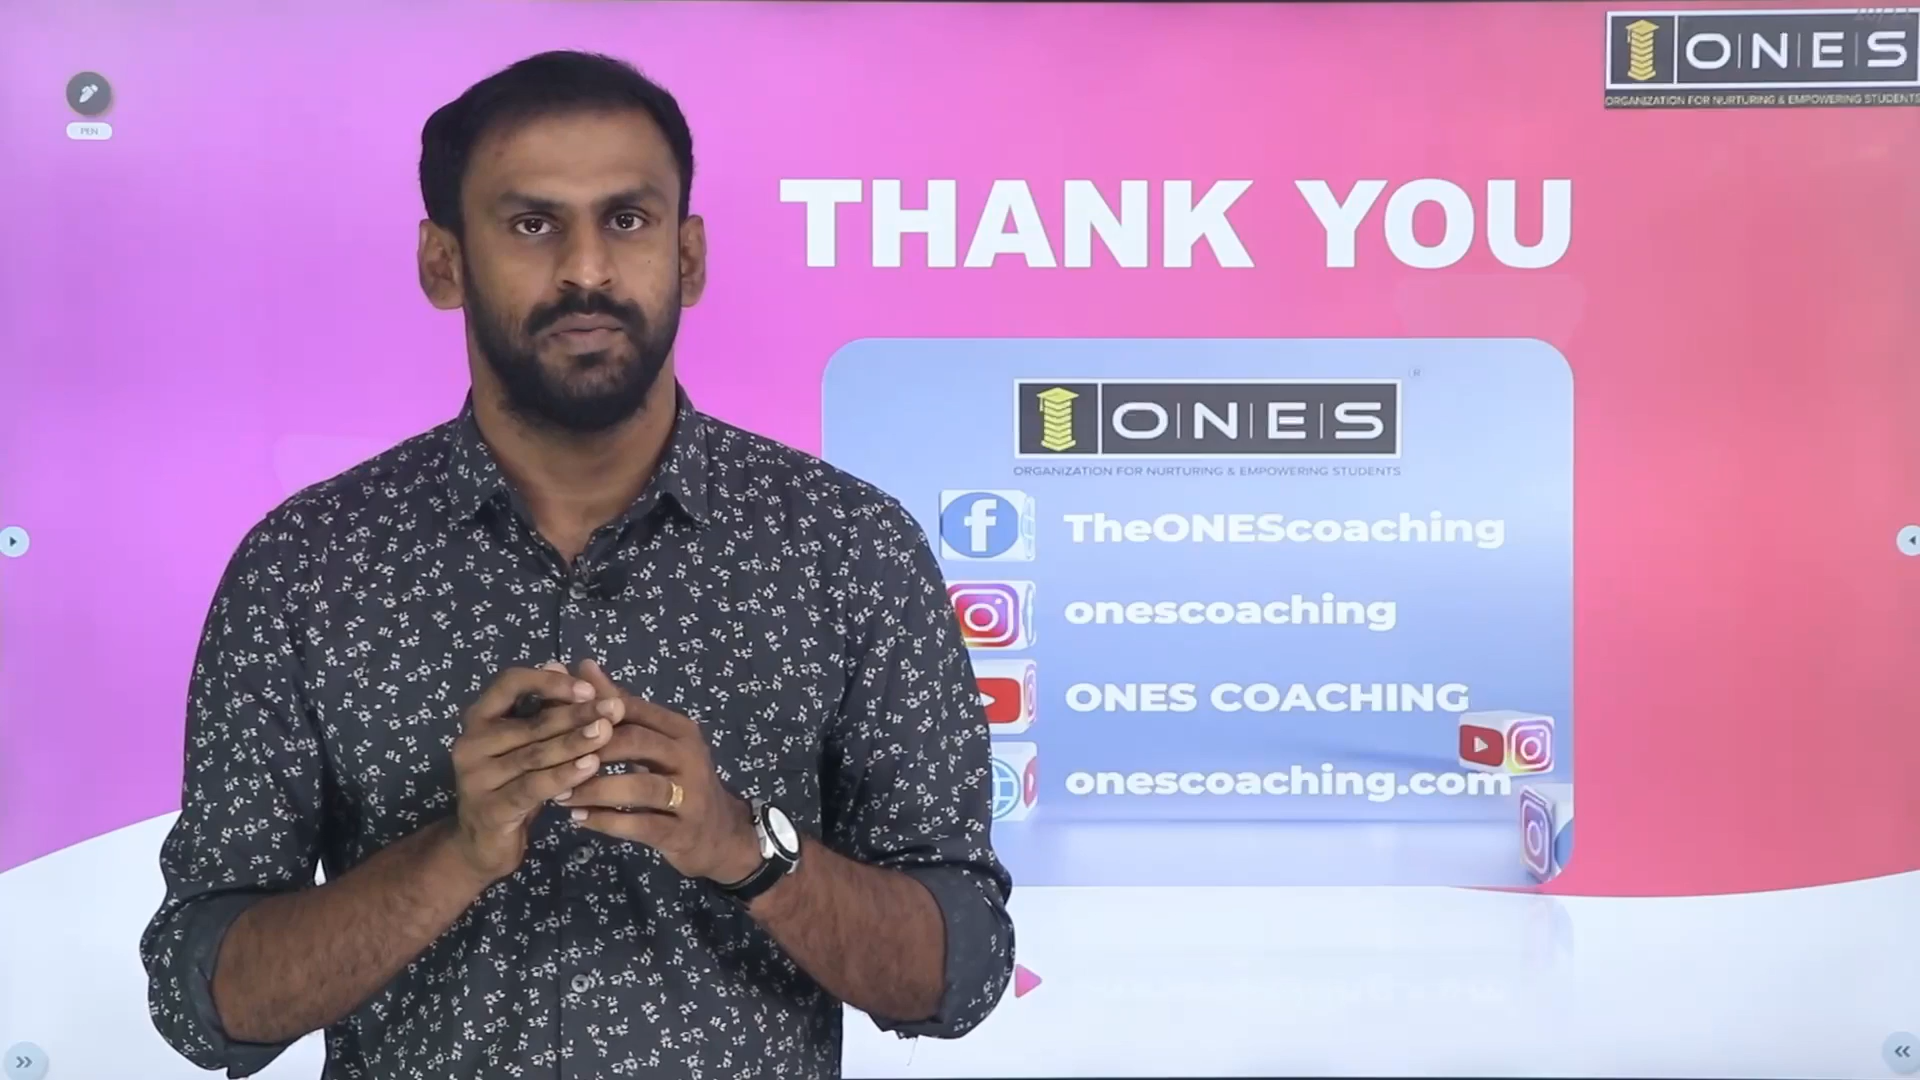 PEN
ONES
ORGANIZATION FOR NURTURING & EMPOWERING STUDENTS
THANK YOU
ONES
®
ORGANIZATION FOR NURTURING & EMPOWERING STUDENTS
TheONEScoaching
onescoaching
ONES COACHING
onescoaching.com